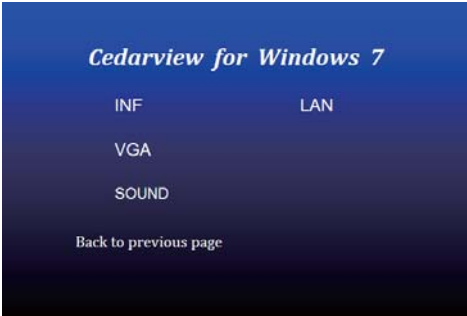 Cedarview for Windows 7
INF LAN
VGA
SOUND
Back to previous page